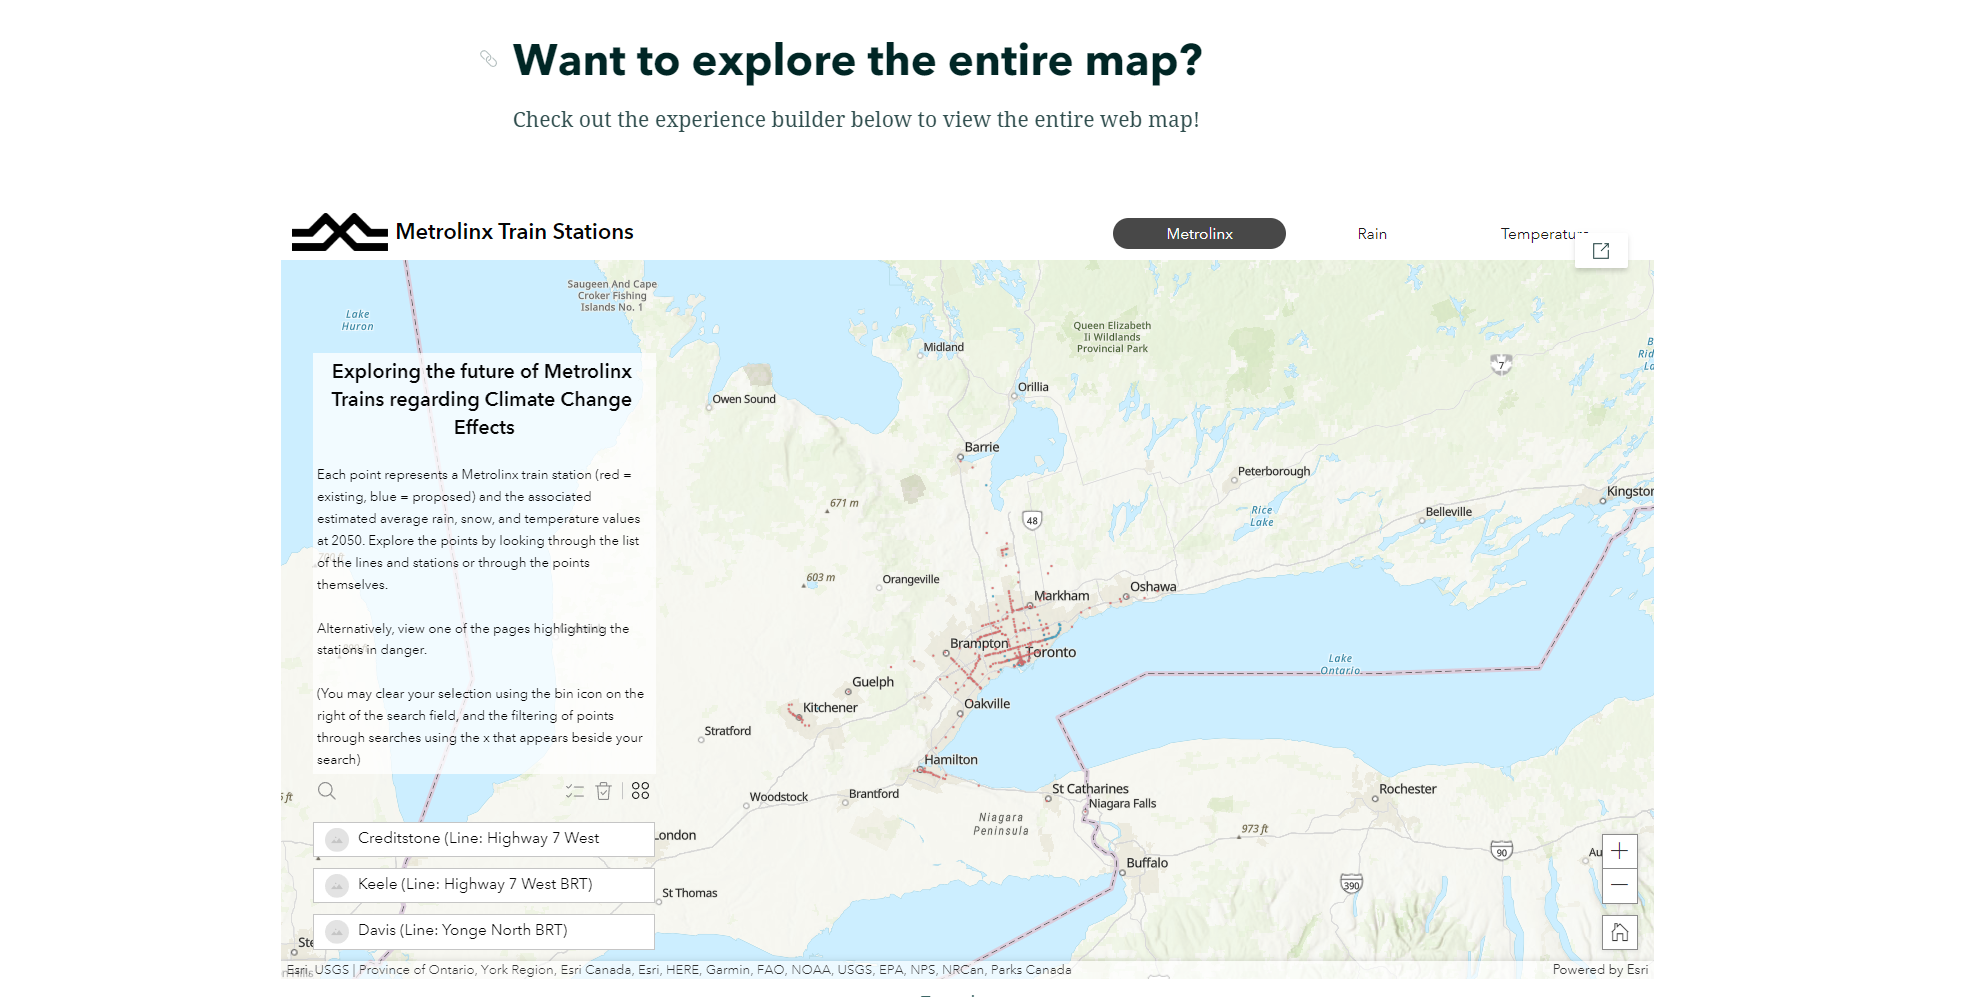 Want to explore the entire map?
Check out the experience builder below to view the entire web map!
Metrolinx Train Stations
Metrolinx
Rain
Temperature
Saugeen And Cape
Croker Fishing
Islands No. 1
Lake
Huron
Queen Elizabeth
Ii Wildlands
Provincial Park
Midland
Orillia
Owen Sound
Barrie
7
Peterborough
671 m
48
Rice
Lake
Belleville
Kingston
603 m
Orangeville
Markham
Oshawa
Brampton
Toronto
Lake
Ontario
Guelph
Oakville
Kitchener
Stratford
Hamilton
St Catharines
Niagara Falls
Rochester
Woodstock
Brantford
Niagara
Peninsula
973 ft
90
London
Buffalo
390
St Thomas
Exploring the future of Metrolinx
Trains regarding Climate Change
Effects
Each point represents a Metrolinx train station (red =
existing, blue = proposed) and the associated
estimated average rain, snow, and temperature values
at 2050. Explore the points by looking through the list
of the lines and stations or through the points
themselves.
Alternatively, view one of the pages highlighting the
stations in danger.
(You may clear your selection using the bin icon on the
right of the search field, and the filtering of points
through searches using the x that appears beside your
search)
Creditstone (Line: Highway 7 West
Keele (Line: Highway 7 West BRT)
Davis (Line: Yonge North BRT)
Esri, USGS | Province of Ontario, York Region, Esri Canada, Esri, HERE, Garmin, FAO, NOAA, USGS, EPA, NPS, NRCan, Parks Canada
Powered by Esri